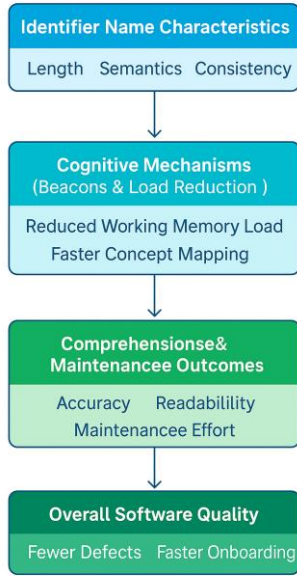 Identifier Name Characteristics
Length Semantics Consistency
Cognitive Mechanisms
(Beacons & Load Reduction )
Reduced Working Memory Load
Faster Concept Mapping
Comprehensionse&
Maintenancee Outcomes
Accuracy Readabilility
Maintenancee Effort
Overall Software Quality
Fewer Defects Faster Onboarding